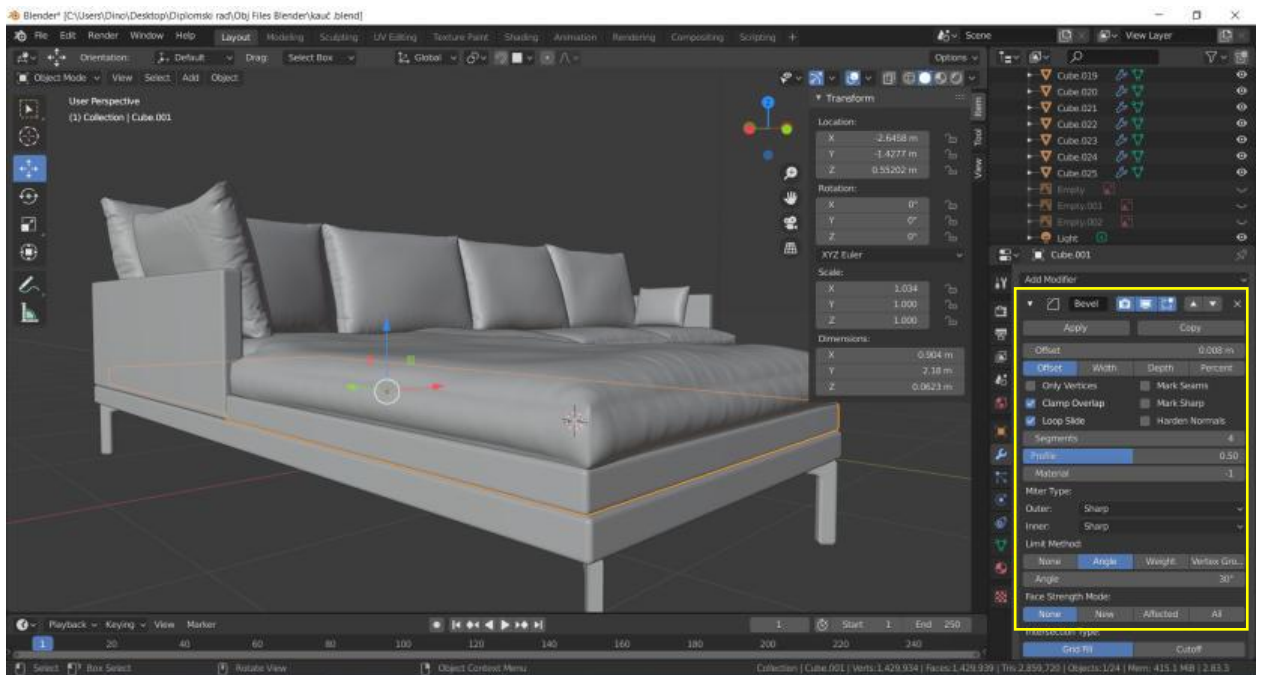 Blender* [C:\Users\Dino\Desktop\Diplomski rad\Obj Files Blender\kauč .blend]
File Edit Render Window Help Layout Modeling Sculpting UV Editing Texture Paint Shading Animation Rendering Compositing Scripting + Scene View Layer
Orientation: Default Drag: Select Box Global Options
Object Mode View Select Add Object
User Perspective
(1) Collection | Cube.001
Transform
Location:
X -2.6458 m
Y -1.4277 m
Z 0.55202 m
Rotation:
X 0°
Y 0°
Z 0°
XYZ Euler
Scale:
X 1.034
Y 1.000
Z 1.000
Dimensions:
X 0.904 m
Y 2.18 m
Z 0.0623 m
Item
Tool
View
Cube.019
Cube.020
Cube.021
Cube.022
Cube.023
Cube.024
Cube.025
Empty
Empty.001
Empty.002
Light
Cube.001
Add Modifier
Bevel
Apply Copy
Offset 0.008 m
Offset Width Depth Percent
Only Vertices Mark Seams
Clamp Overlap Mark Sharp
Loop Slide Harden Normals
Segments 4
Profile 0.50
Material -1
Miter Type:
Outer: Sharp
Inner: Sharp
Limit Method:
None Angle Weight Vertex Gro...
Angle 30°
Face Strength Mode:
None New Affected All
Intersection Type:
Grid Fill Cutoff
Playback Keying View Marker 1 Start 1 End 250
1 20 40 60 80 100 120 140 160 180 200 220 240
Select Box Select Rotate View Object Context Menu Collection | Cube.001 | Verts:1,429,934 | Faces:1,429,939 | Tris:2,859,720 | Objects:1/24 | Mem: 415.1 MiB | 2.83.3